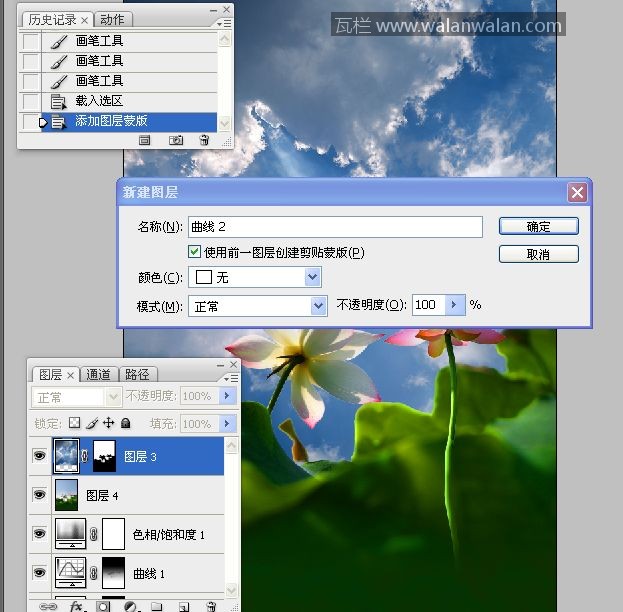 历史记录 × 动作
瓦栏 www.walanwalan.com
画笔工具
画笔工具
画笔工具
载入选区
添加图层蒙版
新建图层
名称(N): 曲线 2
确定
使用前一图层创建剪贴蒙版(P)
取消
颜色(C): 无
模式(M): 正常 不透明度(O): 100 %
图层 × 通道 路径
正常 不透明度: 100%
锁定: 填充: 100%
图层 3
图层 4
色相/饱和度 1
曲线 1
fx